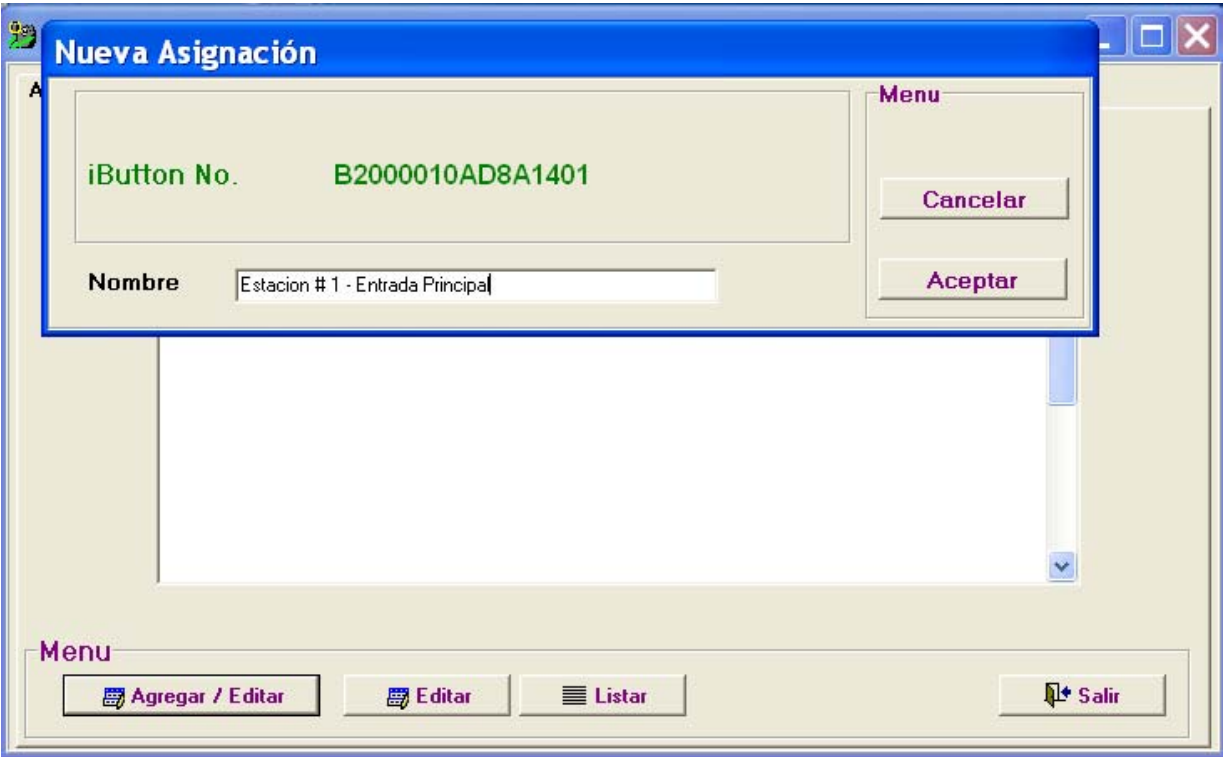 Nueva Asignación
A
iButton No. B2000010AD8A1401
Nombre Estacion # 1 - Entrada Principal
Menu
Cancelar
Aceptar
Menu
Agregar / Editar Editar Listar Salir